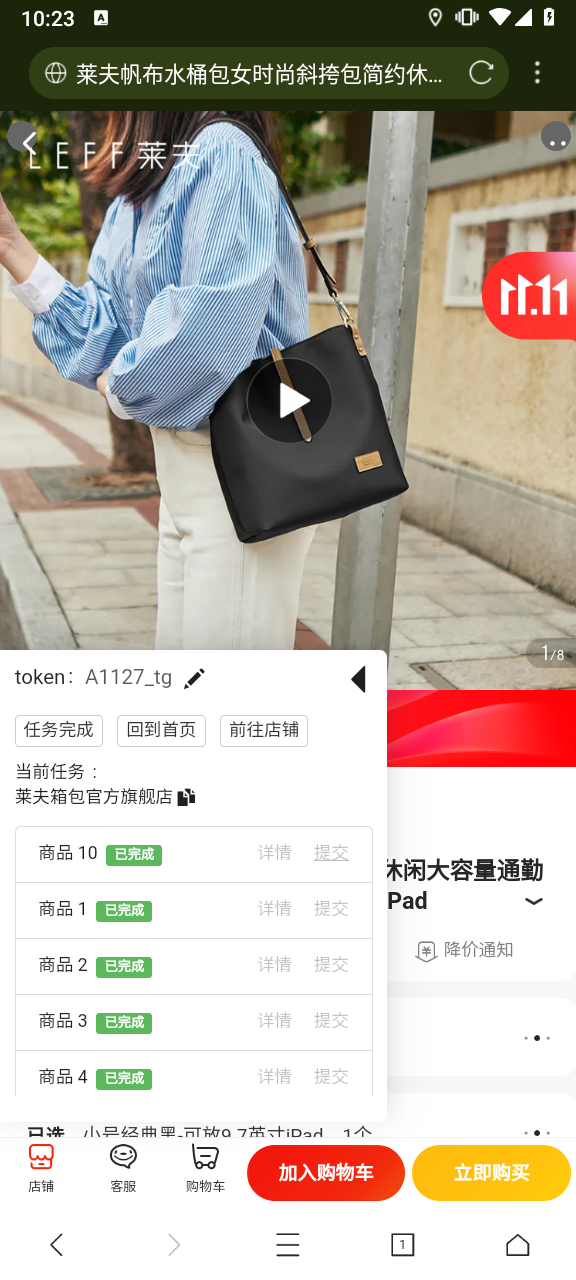 10:23
莱夫帆布水桶包女时尚斜挎包简约休...
LEFF 莱夫
11.11
1/8
token: A1127_tg
任务完成 回到首页 前往店铺
当前任务：
莱夫箱包官方旗舰店
商品 10 已完成 详情 提交
商品 1 已完成 详情 提交
商品 2 已完成 详情 提交
商品 3 已完成 详情 提交
商品 4 已完成 详情 提交
休闲大容量通勤
iPad
降价通知
已选 小号经典黑-可放9.7英寸iPad，1个
店铺 客服 购物车 加入购物车 立即购买
1